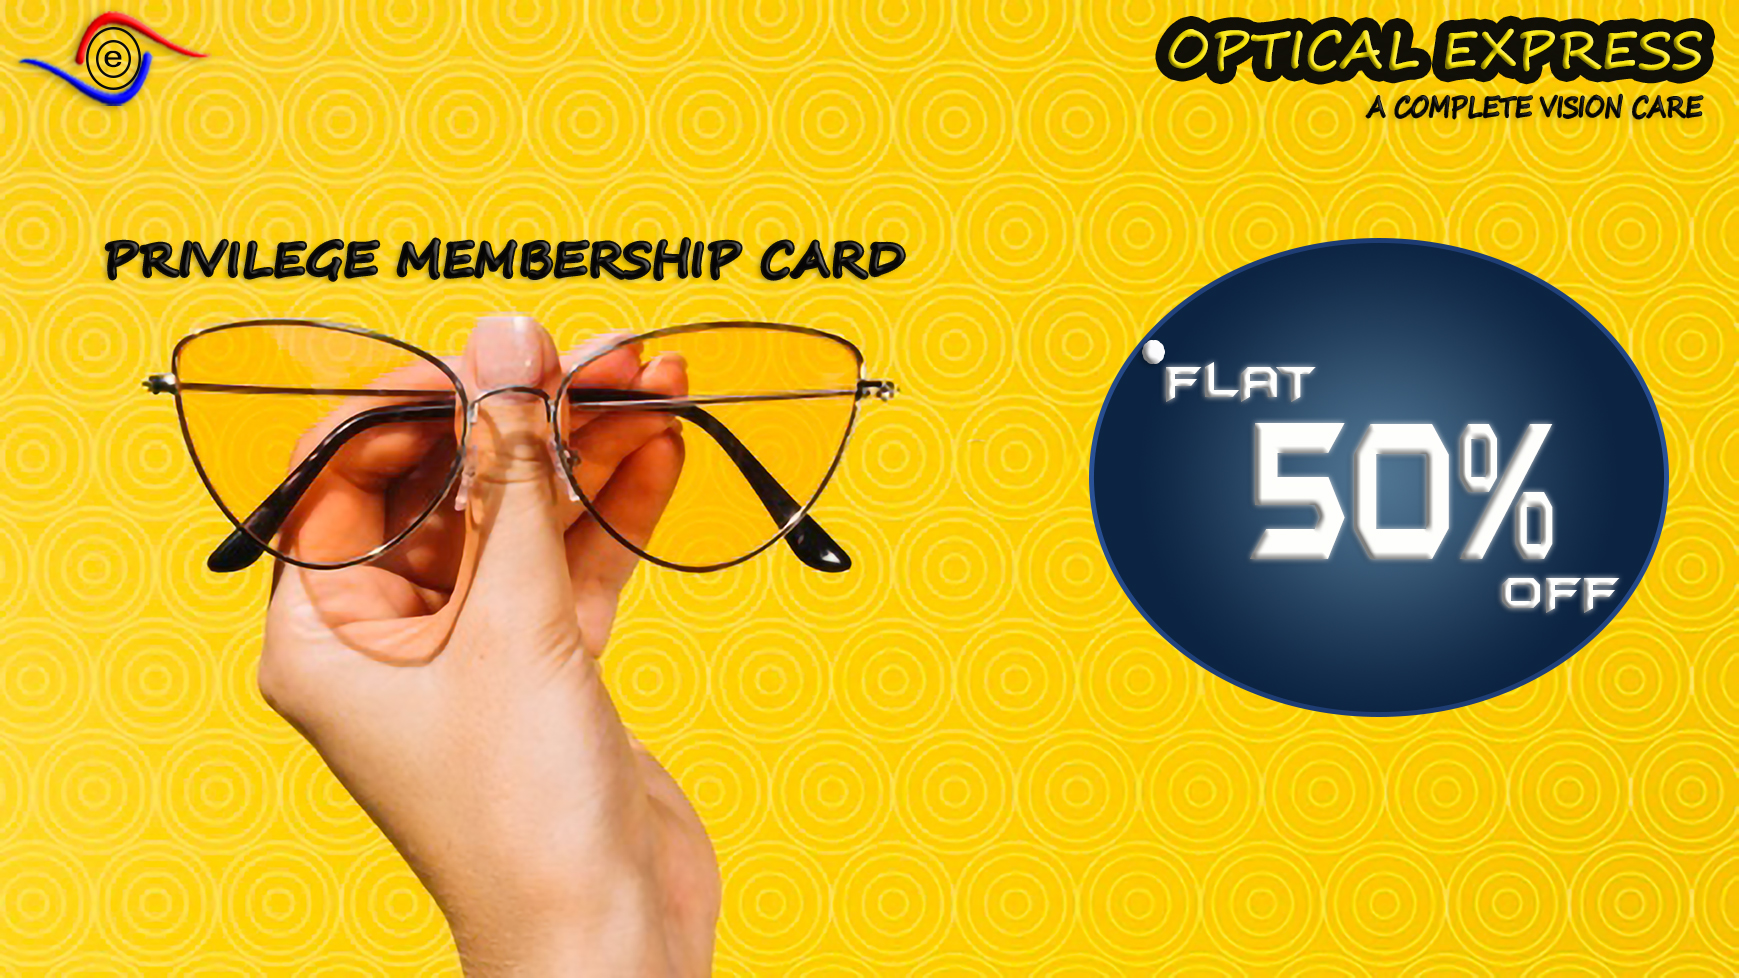 e
OPTICAL EXPRESS
A COMPLETE VISION CARE
PRIVILEGE MEMBERSHIP CARD
FLAT
50%
OFF